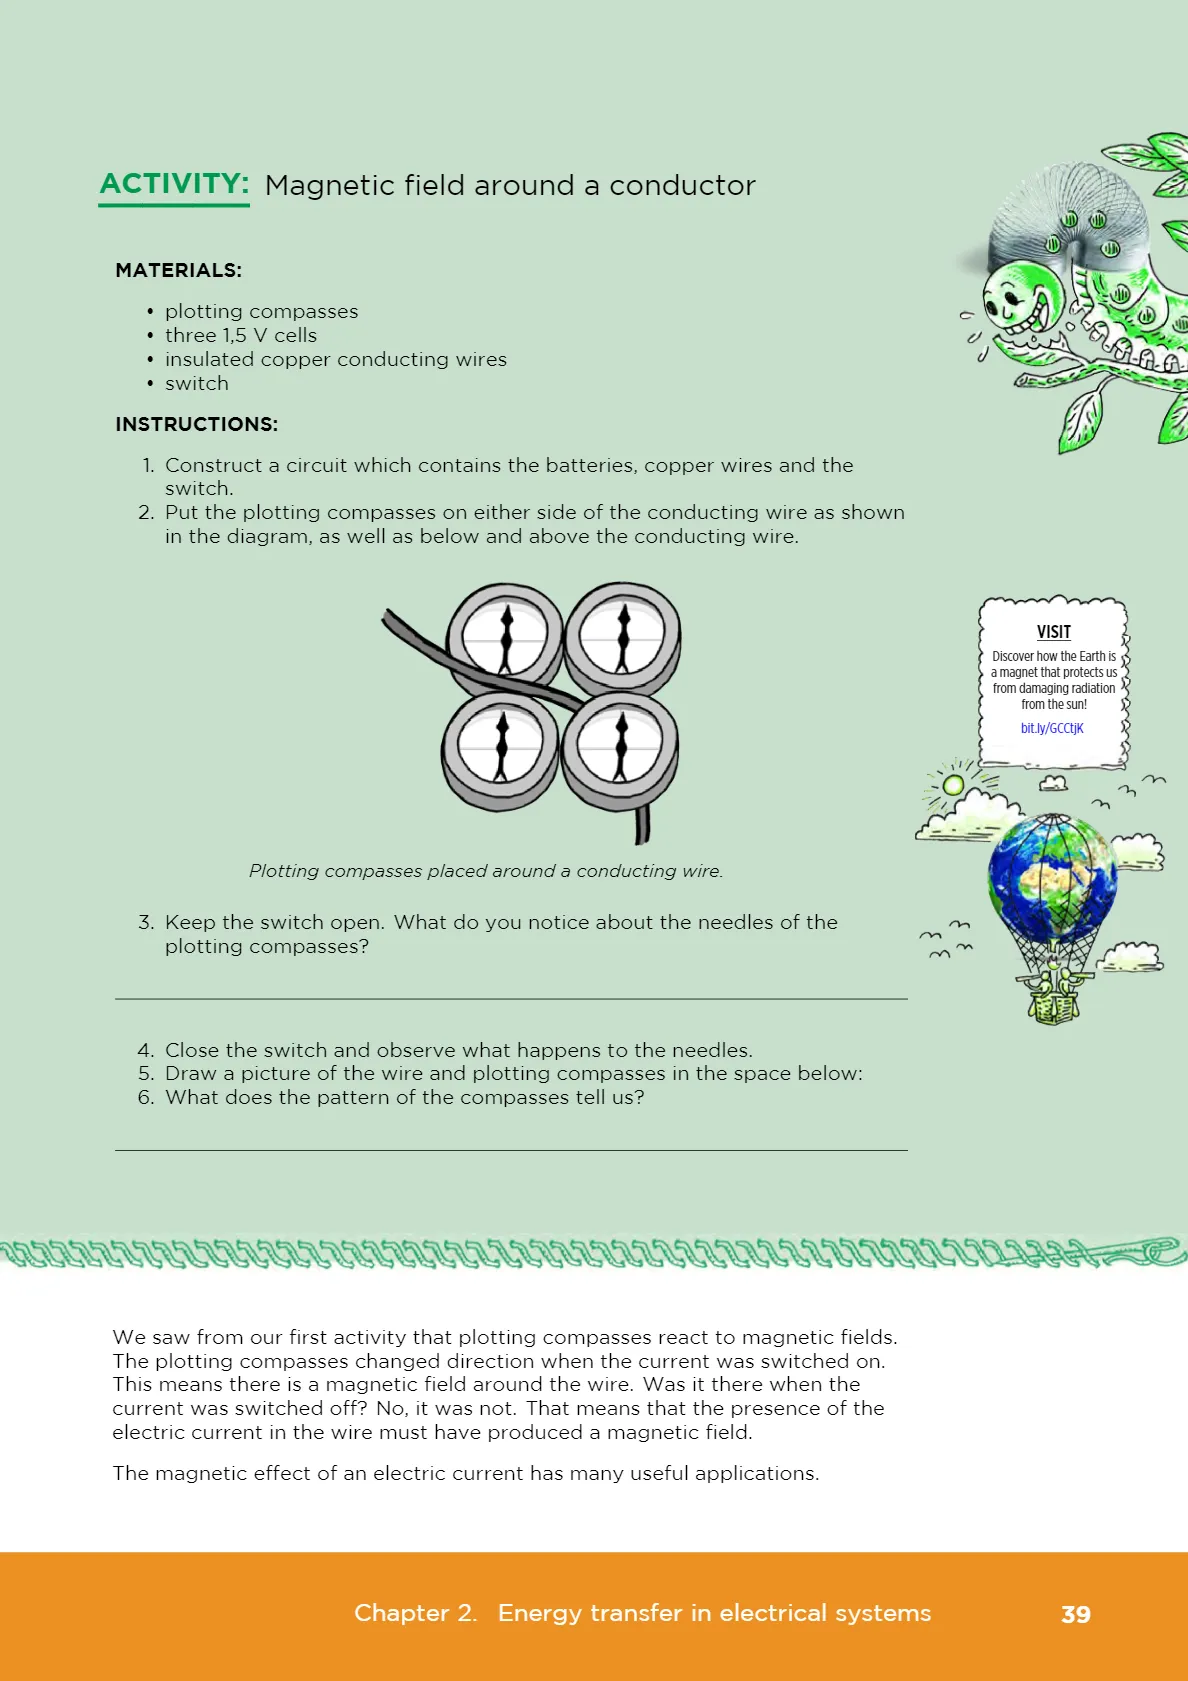 ACTIVITY: Magnetic field around a conductor
MATERIALS:
• plotting compasses
• three 1,5 V cells
• insulated copper conducting wires
• switch
INSTRUCTIONS:
1. Construct a circuit which contains the batteries, copper wires and the
switch.
2. Put the plotting compasses on either side of the conducting wire as shown
in the diagram, as well as below and above the conducting wire.
VISIT
Discover how the Earth is
a magnet that protects us
from damaging radiation
from the sun!
bit.ly/GCCtjK
Plotting compasses placed around a conducting wire.
3. Keep the switch open. What do you notice about the needles of the
plotting compasses?
4. Close the switch and observe what happens to the needles.
5. Draw a picture of the wire and plotting compasses in the space below:
6. What does the pattern of the compasses tell us?
We saw from our first activity that plotting compasses react to magnetic fields.
The plotting compasses changed direction when the current was switched on.
This means there is a magnetic field around the wire. Was it there when the
current was switched off? No, it was not. That means that the presence of the
electric current in the wire must have produced a magnetic field.
The magnetic effect of an electric current has many useful applications.
Chapter 2. Energy transfer in electrical systems
39